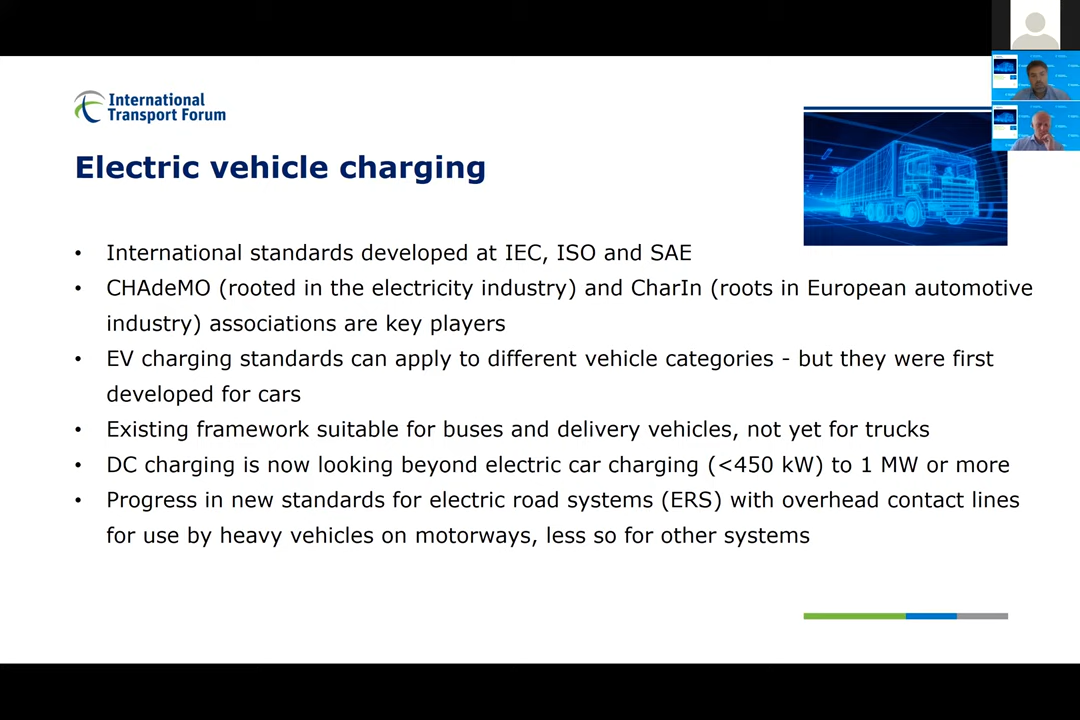 International
Transport Forum
Electric vehicle charging
• International standards developed at IEC, ISO and SAE
• CHAdeMO (rooted in the electricity industry) and CharIn (roots in European automotive
industry) associations are key players
• EV charging standards can apply to different vehicle categories - but they were first
developed for cars
• Existing framework suitable for buses and delivery vehicles, not yet for trucks
• DC charging is now looking beyond electric car charging (<450 kW) to 1 MW or more
• Progress in new standards for electric road systems (ERS) with overhead contact lines
for use by heavy vehicles on motorways, less so for other systems